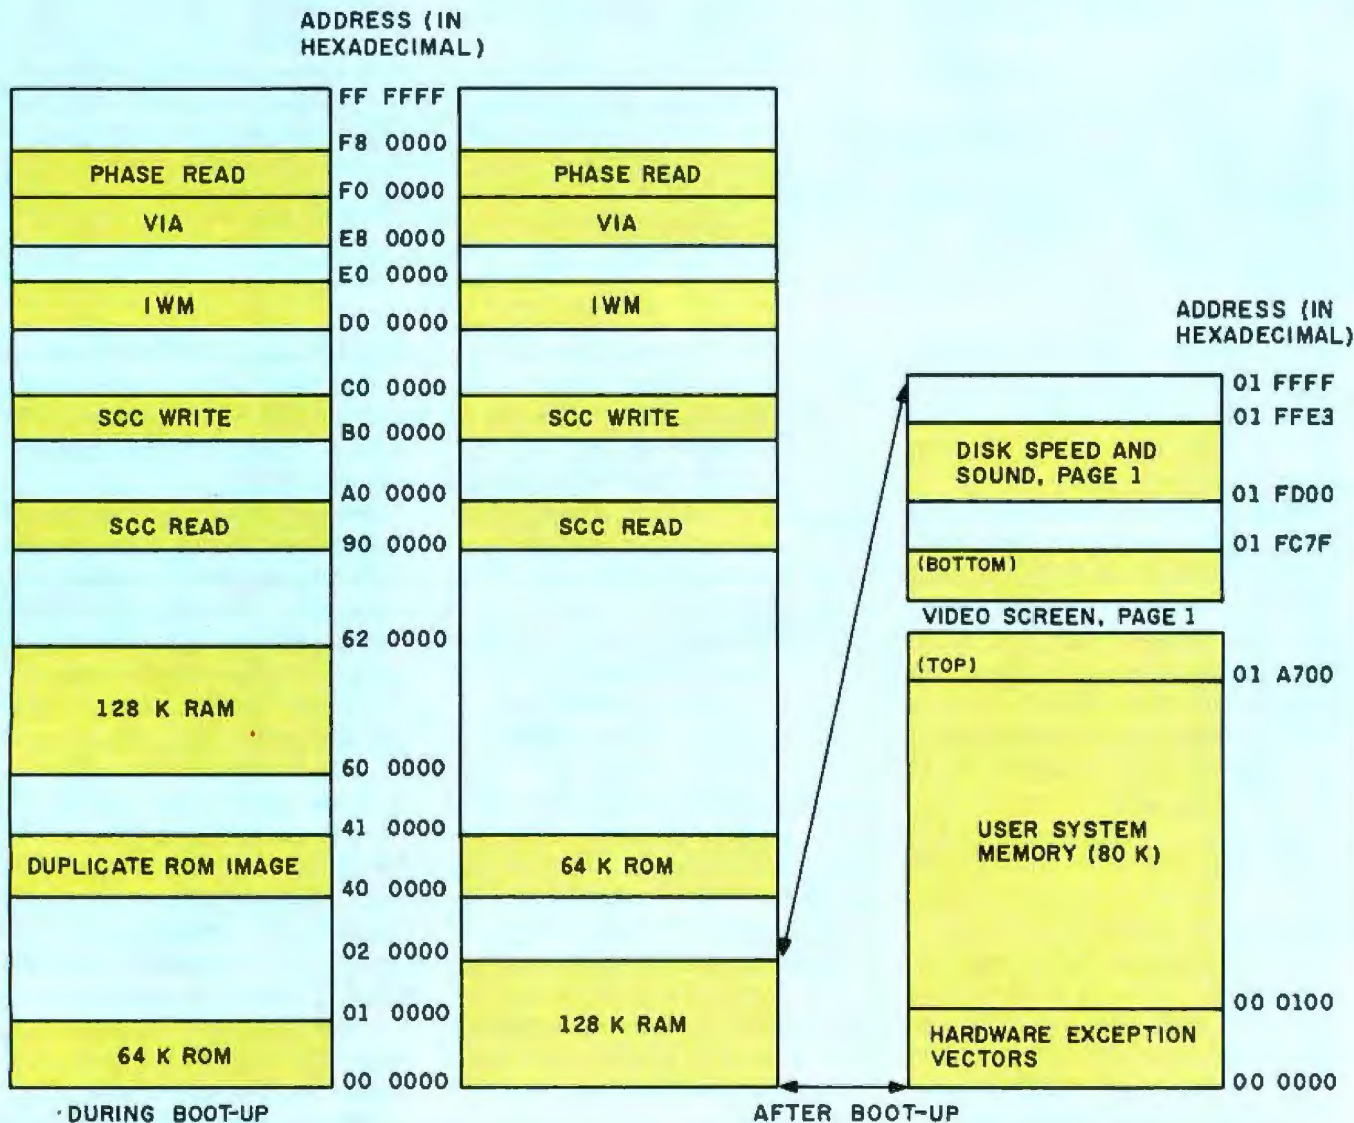 ADDRESS (IN
HEXADECIMAL)
FF FFFF
F8 0000
PHASE READ
PHASE READ
F0 0000
VIA
VIA
E8 0000
E0 0000
IWM
IWM
D0 0000
C0 0000
SCC WRITE
SCC WRITE
B0 0000
A0 0000
SCC READ
SCC READ
90 0000
62 0000
128 K RAM
60 0000
41 0000
DUPLICATE ROM IMAGE
64 K ROM
40 0000
02 0000
01 0000
128 K RAM
64 K ROM
00 0000
DURING BOOT-UP
AFTER BOOT-UP
ADDRESS (IN
HEXADECIMAL)
01 FFFF
01 FFE3
DISK SPEED AND
SOUND, PAGE 1
01 FD00
01 FC7F
(BOTTOM)
VIDEO SCREEN, PAGE 1
(TOP)
01 A700
USER SYSTEM
MEMORY (80 K)
00 0100
HARDWARE EXCEPTION
VECTORS
00 0000